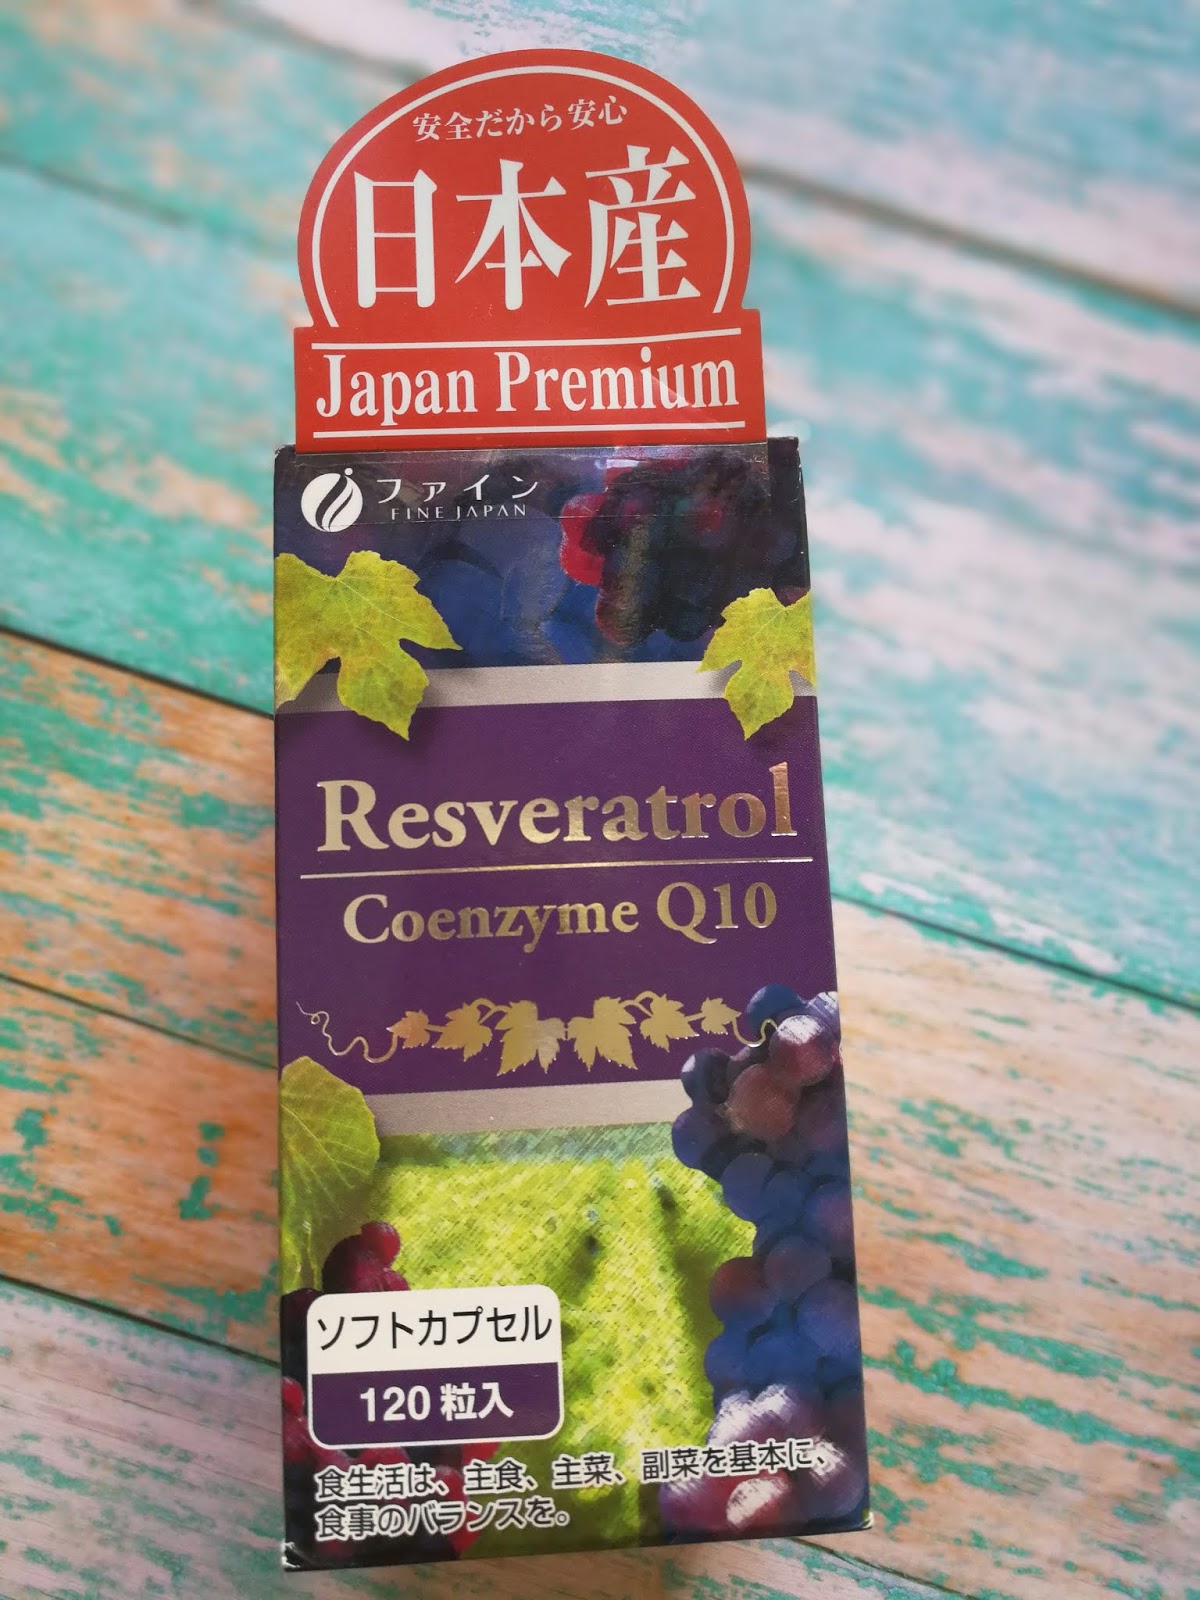 安全だから安心
日本産
Japan Premium
ファイン
FINE JAPAN
Resveratrol
Coenzyme Q10
ソフトカプセル
120粒入
食生活は、主食、主菜、副菜を基本に、
食事のバランスを。